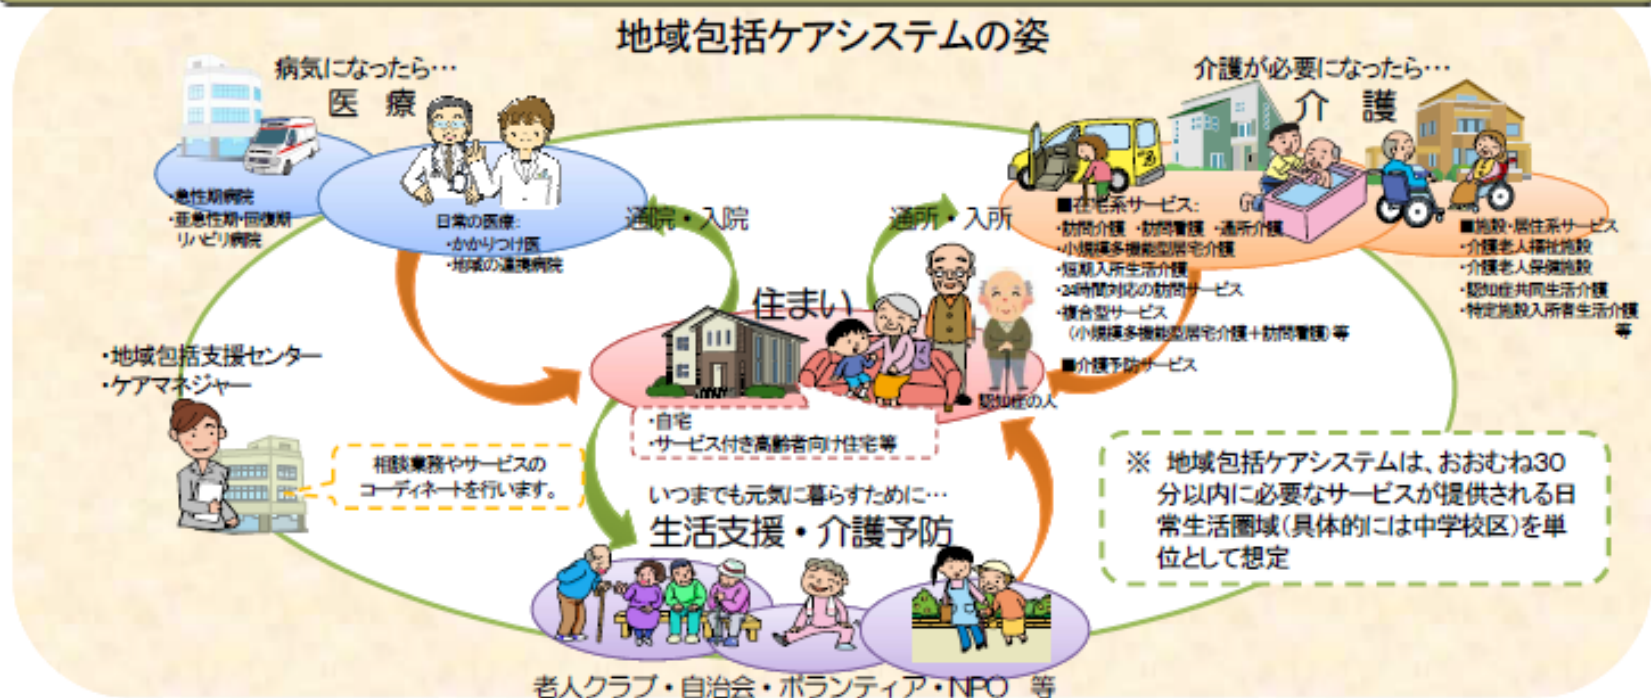 地域包括ケアシステムの姿
病気になったら…
医　療
・急性期病院
・亜急性期・回復期
リハビリ病院
日常の医療：
・かかりつけ医
・地域の連携病院
通院・入院
通所・入所
介護が必要になったら…
介　護
■在宅系サービス：
・訪問介護　・訪問看護　・通所介護
・小規模多機能型居宅介護
・短期入所生活介護
・24時間対応の訪問サービス
・複合型サービス
（小規模多機能型居宅介護＋訪問看護）等
■介護予防サービス
■施設・居住系サービス
・介護老人福祉施設
・介護老人保健施設
・認知症共同生活介護
・特定施設入所者生活介護
等
住まい
認知症の人
・自宅
・サービス付き高齢者向け住宅等
・地域包括支援センター
・ケアマネジャー
相談業務やサービスの
コーディネートを行います。
いつまでも元気に暮らすために…
生活支援・介護予防
老人クラブ・自治会・ボランティア・NPO　等
※　地域包括ケアシステムは、おおむね30
分以内に必要なサービスが提供される日
常生活圏域（具体的には中学校区）を単
位として想定